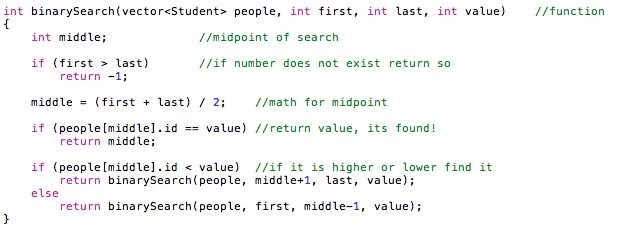 int binarySearch(vector<Student> people, int first, int last, int value)    //function
{
    int middle;             //midpoint of search
    if (first > last)       //if number does not exist return so
        return -1;
    middle = (first + last) / 2;    //math for midpoint
    if (people[middle].id == value) //return value, its found!
        return middle;
    if (people[middle].id < value)  //if it is higher or lower find it
        return binarySearch(people, middle+1, last, value);
    else
        return binarySearch(people, first, middle-1, value);
}